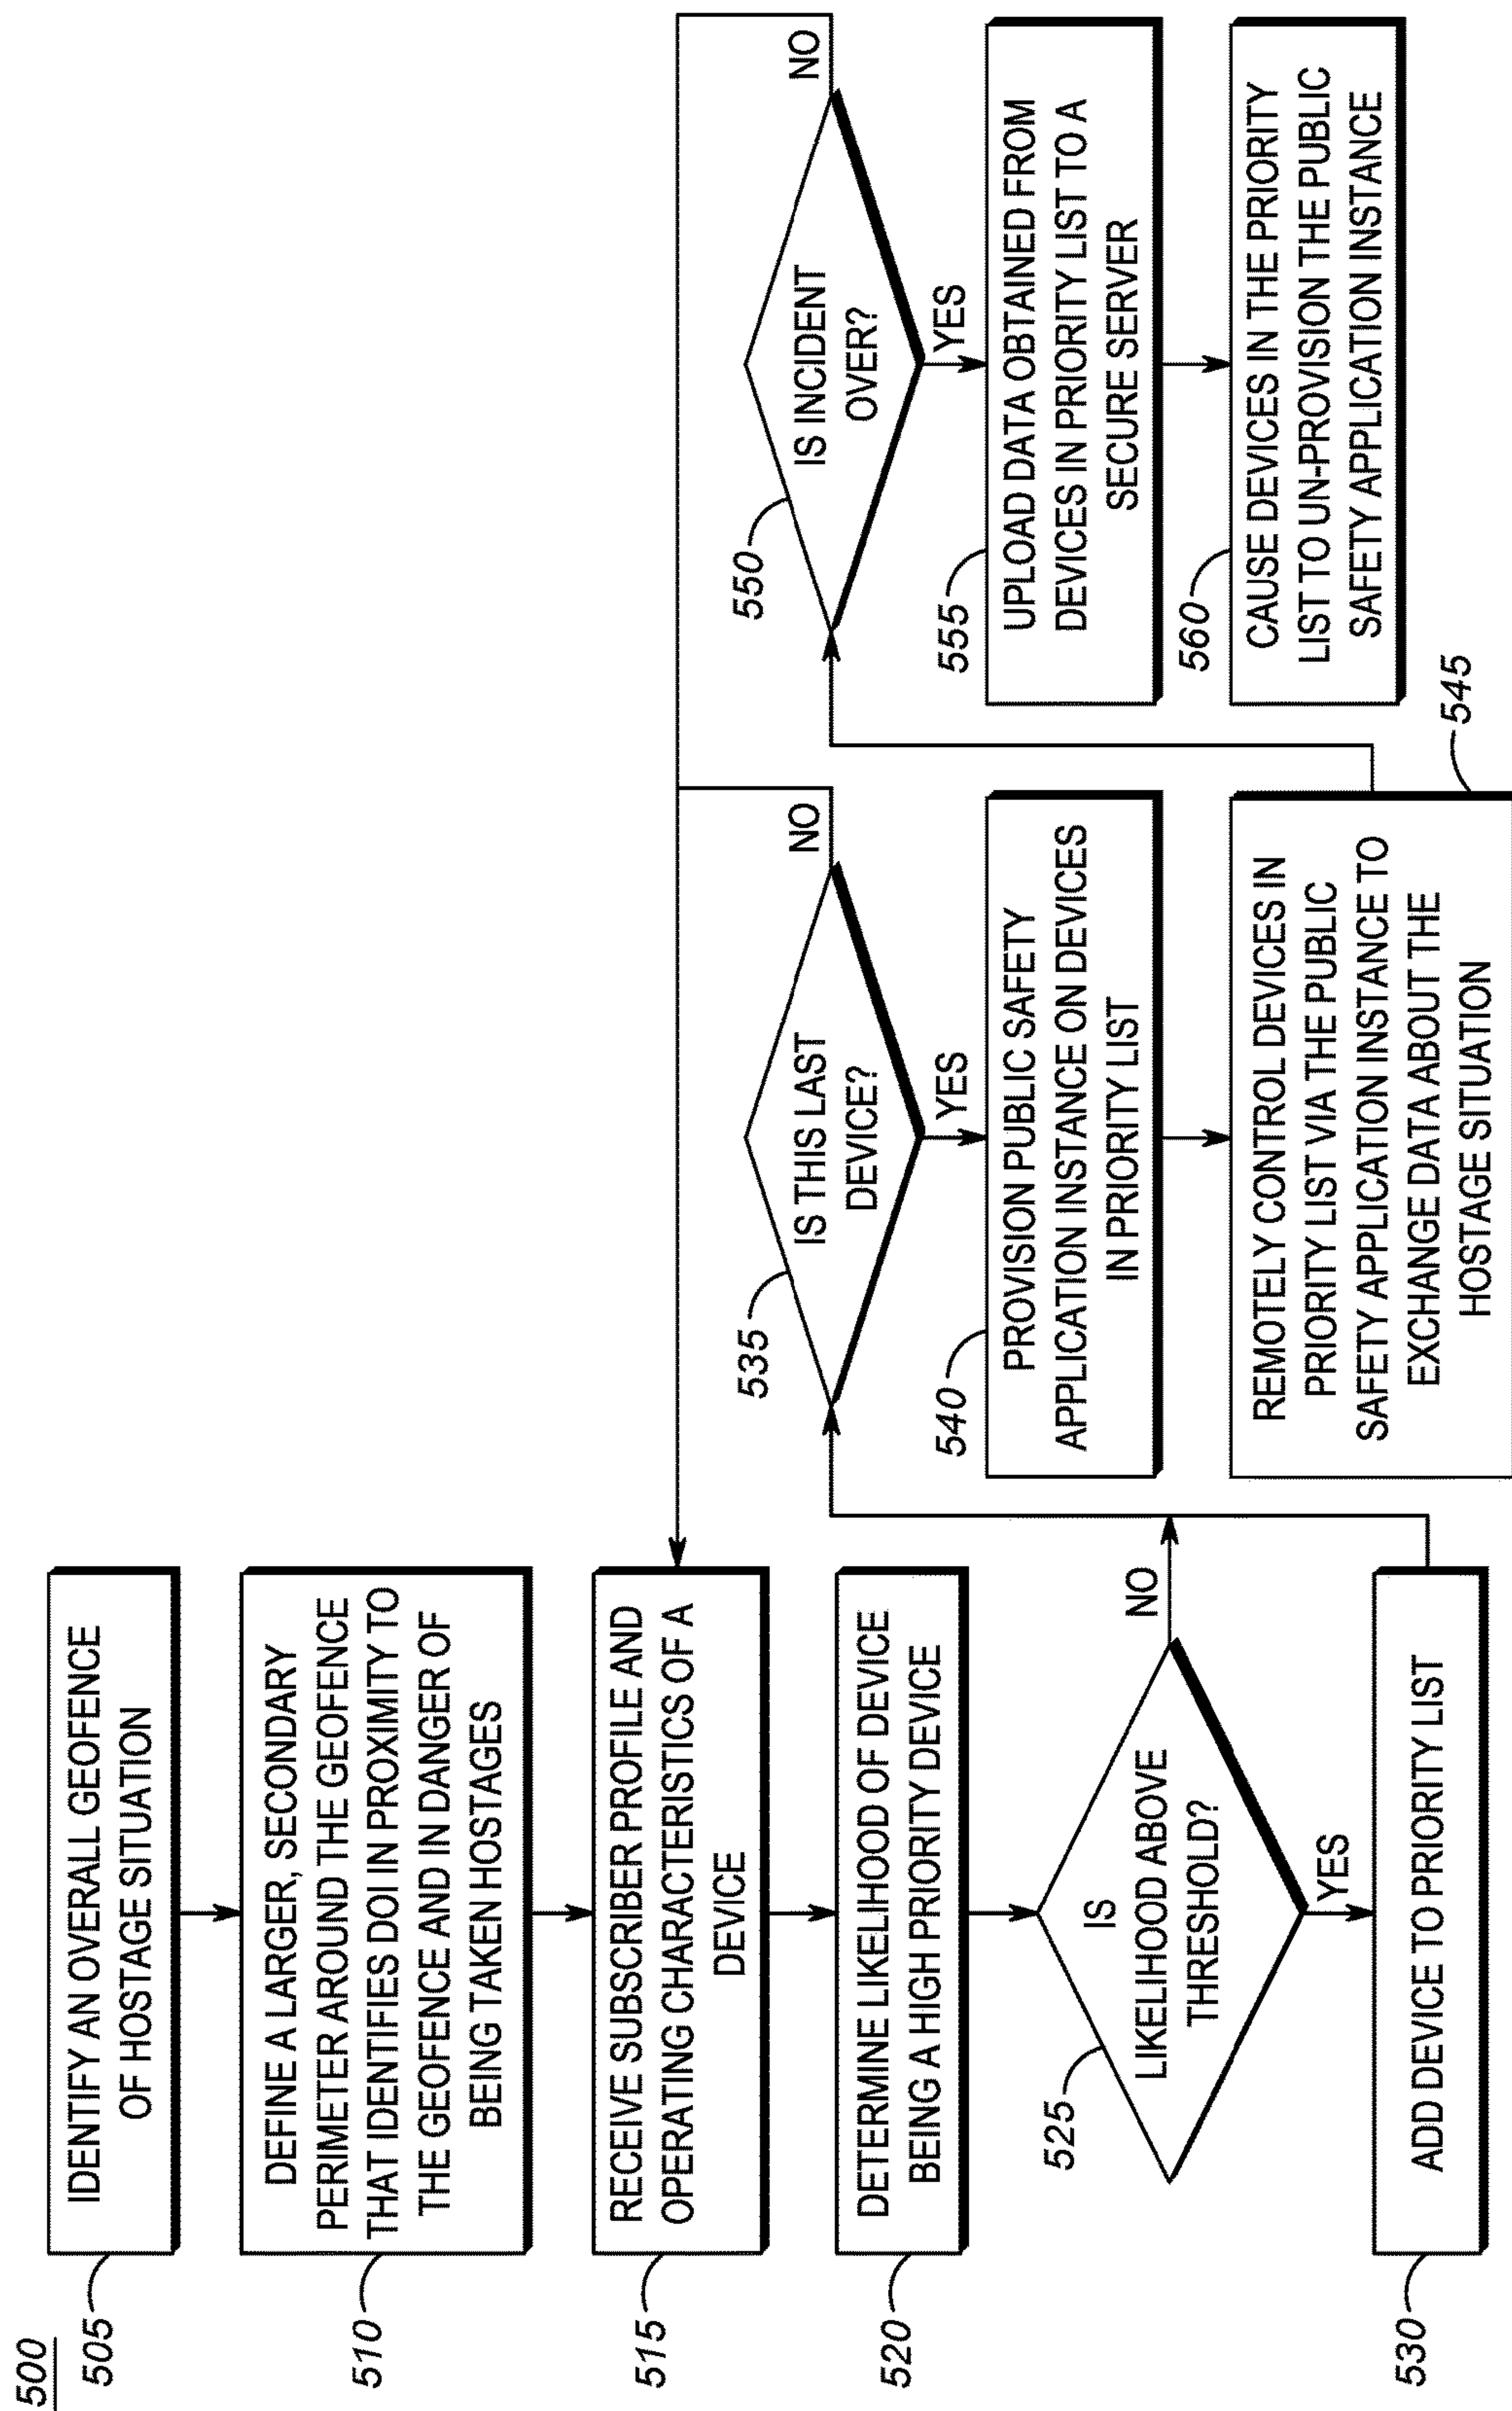 500
505
IDENTIFY AN OVERALL GEOFENCE
OF HOSTAGE SITUATION
510
DEFINE A LARGER, SECONDARY
PERIMETER AROUND THE GEOFENCE
THAT IDENTIFIES DOI IN PROXIMITY TO
THE GEOFENCE AND IN DANGER OF
BEING TAKEN HOSTAGES
515
RECEIVE SUBSCRIBER PROFILE AND
OPERATING CHARACTERISTICS OF A
DEVICE
520
DETERMINE LIKELIHOOD OF DEVICE
BEING A HIGH PRIORITY DEVICE
525
IS
LIKELIHOOD ABOVE
THRESHOLD?
NO
YES
530
ADD DEVICE TO PRIORITY LIST
535
IS THIS LAST
DEVICE?
NO
YES
540
PROVISION PUBLIC SAFETY
APPLICATION INSTANCE ON DEVICES
IN PRIORITY LIST
545
REMOTELY CONTROL DEVICES IN
PRIORITY LIST VIA THE PUBLIC
SAFETY APPLICATION INSTANCE TO
EXCHANGE DATA ABOUT THE
HOSTAGE SITUATION
550
IS INCIDENT
OVER?
NO
YES
555
UPLOAD DATA OBTAINED FROM
DEVICES IN PRIORITY LIST TO A
SECURE SERVER
560
CAUSE DEVICES IN THE PRIORITY
LIST TO UN-PROVISION THE PUBLIC
SAFETY APPLICATION INSTANCE